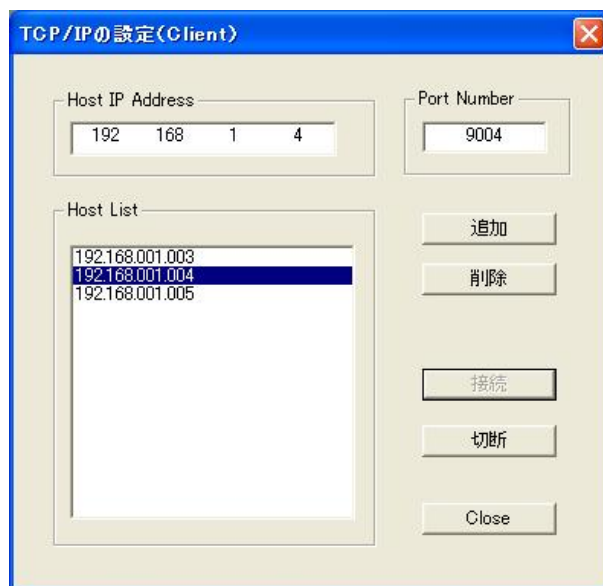 TCP/IPの設定(Client)
Host IP Address
192 168 1 4
Port Number
9004
Host List
192.168.001.003
192.168.001.004
192.168.001.005
追加
削除
接続
切断
Close